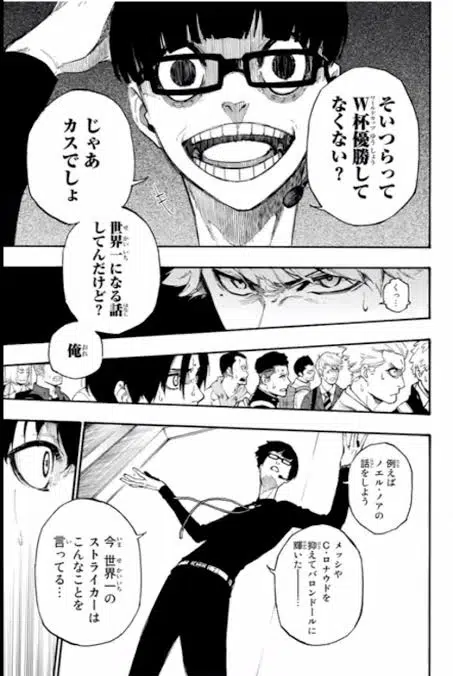 そいつらって
W杯優勝して
なくない？
じゃあ
カスでしょ
世界一になる話
してんだけど？
俺
くっ…
例えば
ノエル・ノアの
話をしよう
メッシや
C・ロナウドを
抑えてバロンドールに
輝いた――
今 世界一の
ストライカーは
こんなことを
言ってる…